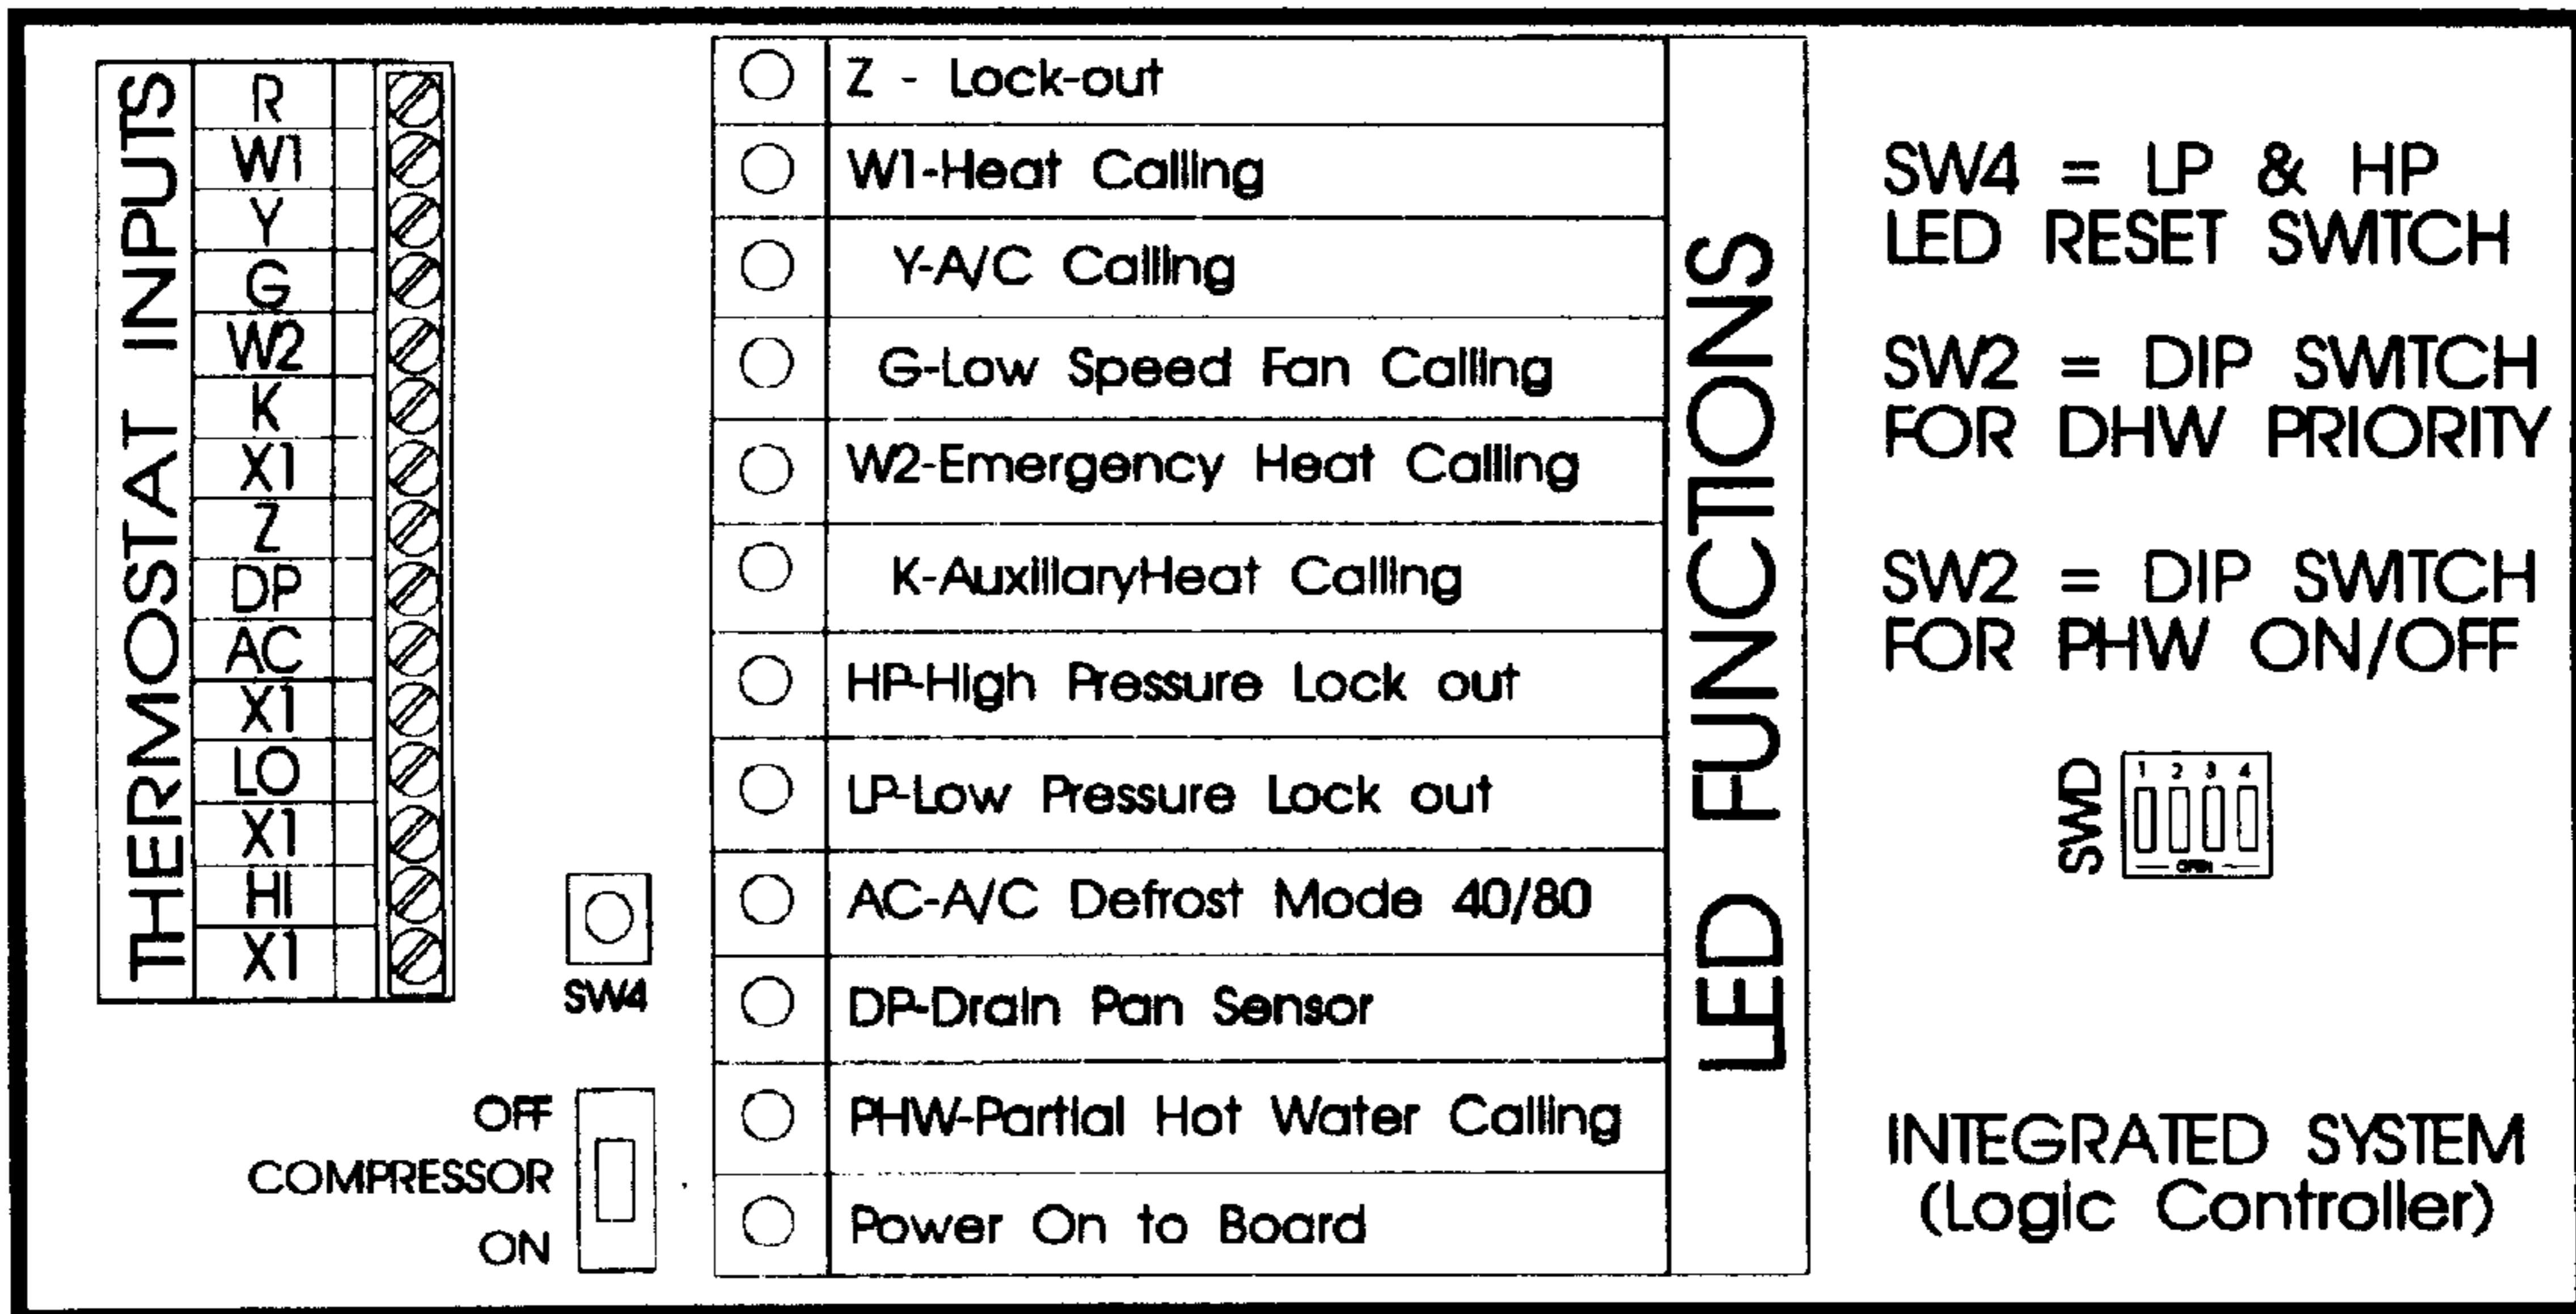 THERMOSTAT INPUTS
R
W1
Y
G
W2
K
X1
Z
DP
AC
X1
LO
X1
HI
X1
SW4
OFF
COMPRESSOR
ON
Z - Lock-out
W1-Heat Calling
Y-A/C Calling
G-Low Speed Fan Calling
W2-Emergency Heat Calling
K-AuxiliaryHeat Calling
HP-High Pressure Lock out
LP-Low Pressure Lock out
AC-A/C Defrost Mode 40/80
DP-Drain Pan Sensor
PHW-Partial Hot Water Calling
Power On to Board
LED FUNCTIONS
SW4 = LP & HP
LED RESET SWITCH
SW2 = DIP SWITCH
FOR DHW PRIORITY
SW2 = DIP SWITCH
FOR PHW ON/OFF
SWD
1 2 3 4
OPEN
INTEGRATED SYSTEM
(Logic Controller)